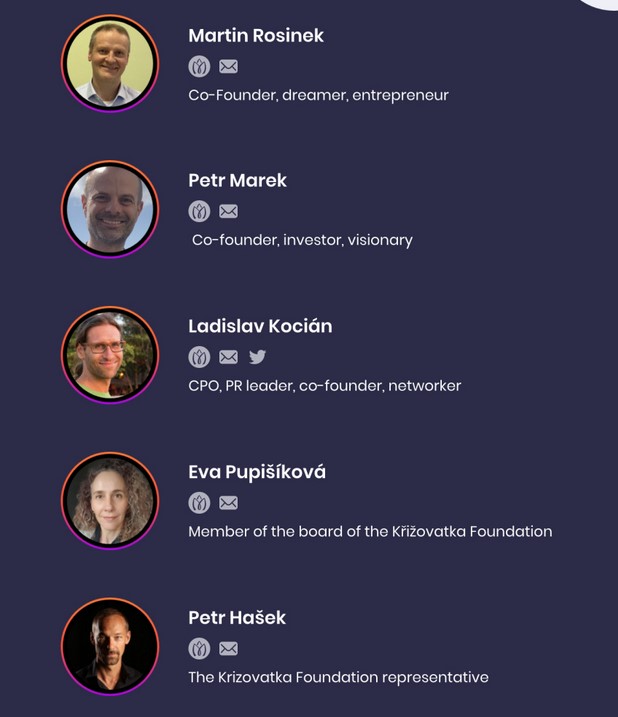 Martin Rosinek
Co-Founder, dreamer, entrepreneur
Petr Marek
Co-founder, investor, visionary
Ladislav Kocián
CPO, PR leader, co-founder, networker
Eva Pupišíková
Member of the board of the Křižovatka Foundation
Petr Hašek
The Krizovatka Foundation representative